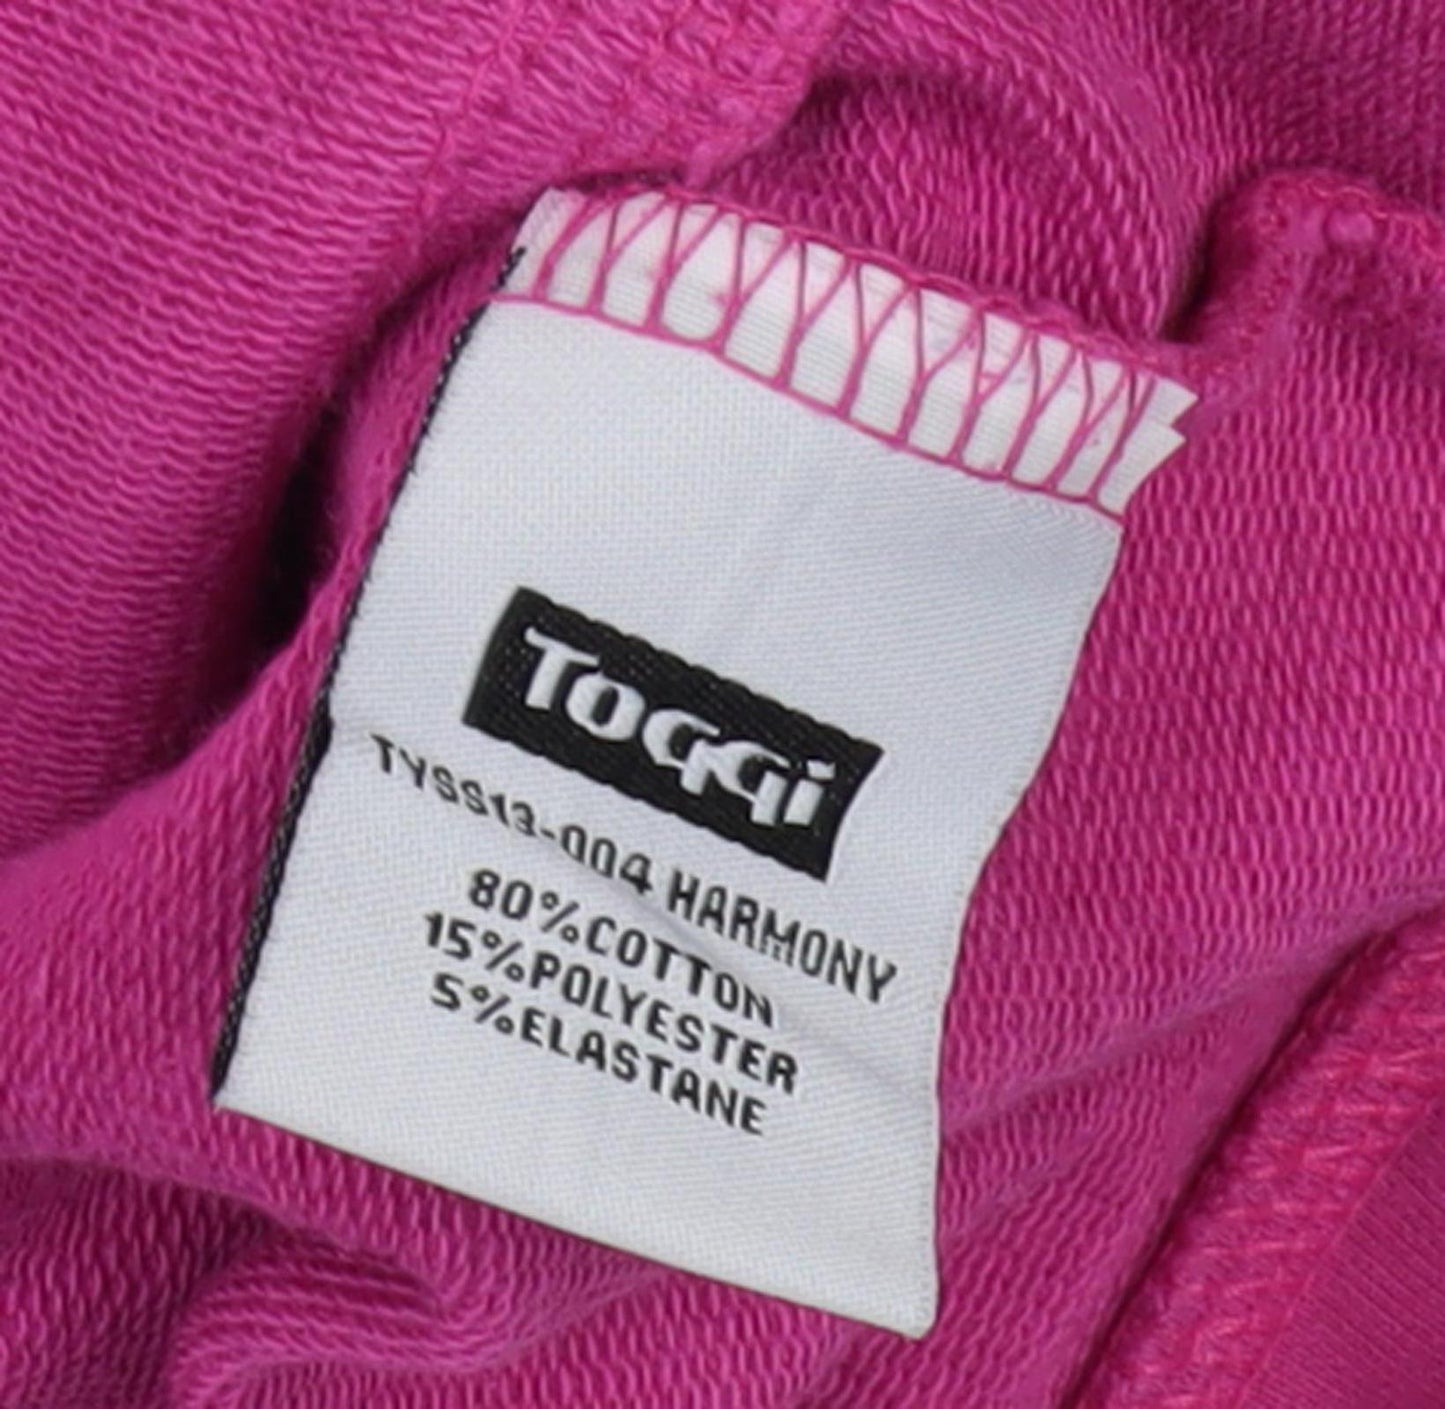 Toggi
TYSS13-004 HARMONY
80%COTTON
15%POLYESTER
5%ELASTANE